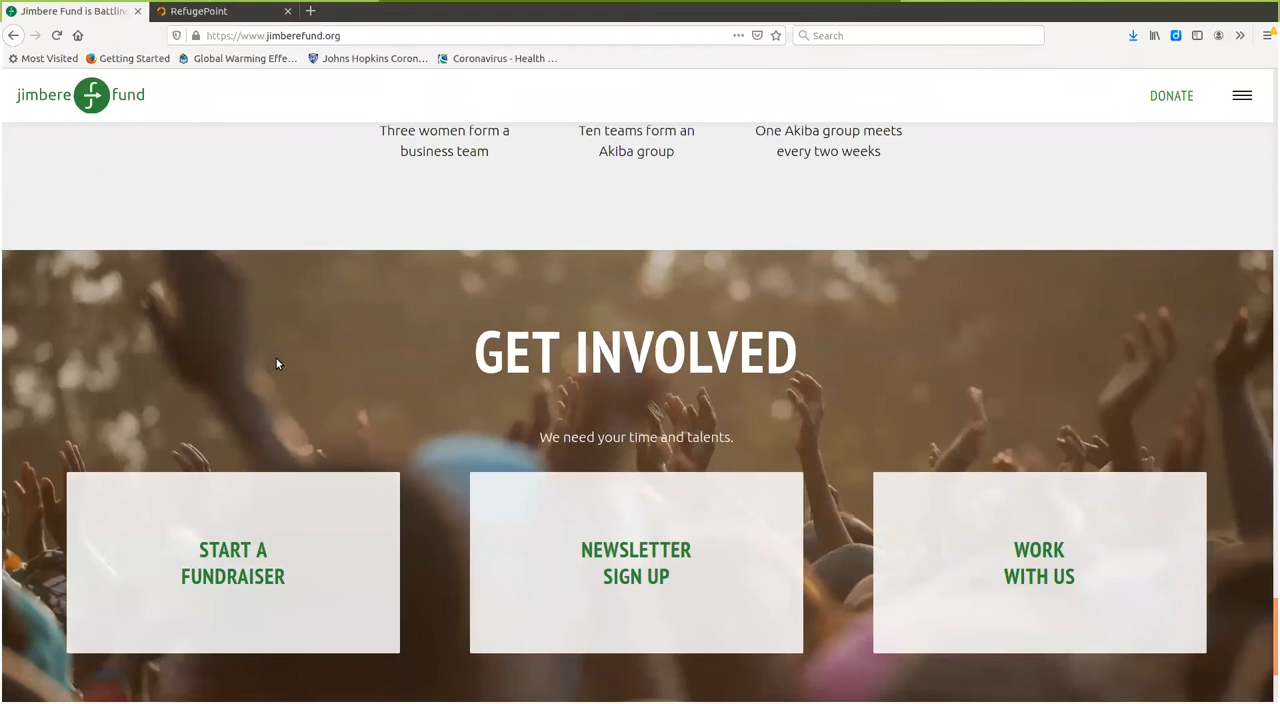 Jimbere Fund is Battling
RefugePoint
https://www.jimberefund.org
Search
Most Visited
Getting Started
Global Warming Effe...
Johns Hopkins Coron...
Coronavirus - Health ...
jimbere fund
DONATE
Three women form a
business team
Ten teams form an
Akiba group
One Akiba group meets
every two weeks
GET INVOLVED
We need your time and talents.
START A
FUNDRAISER
NEWSLETTER
SIGN UP
WORK
WITH US